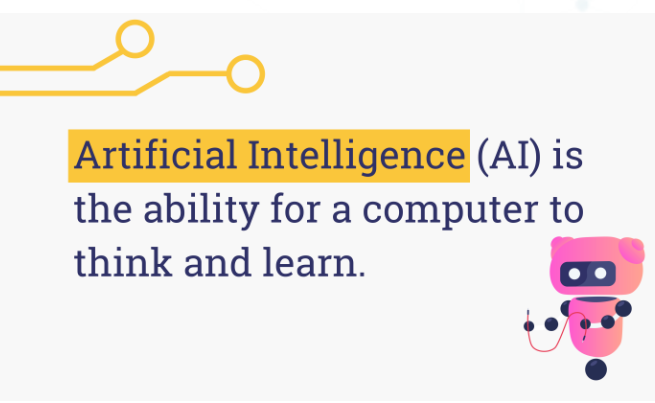 Artificial Intelligence (AI) is
the ability for a computer to
think and learn.